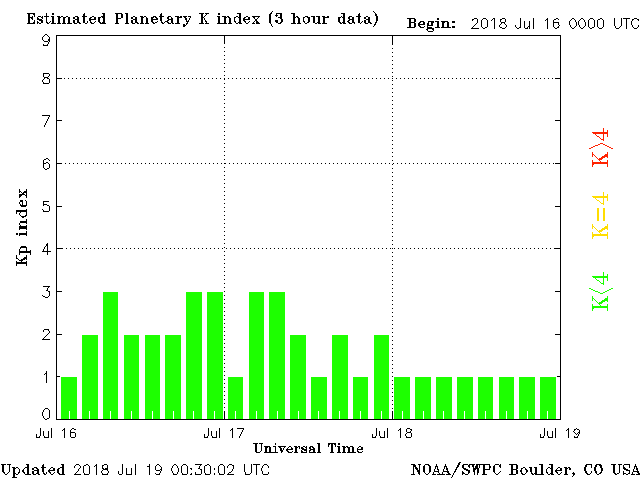 Estimated Planetary K index (3 hour data) Begin: 2018 Jul 16 0000 UTC
9
8
7
6
5
4
3
2
1
0
Kp index
K>4
K=4
K<4
Jul 16 Jul 17 Jul 18 Jul 19
Universal Time
Updated 2018 Jul 19 00:30:02 UTC NOAA/SWPC Boulder, CO USA